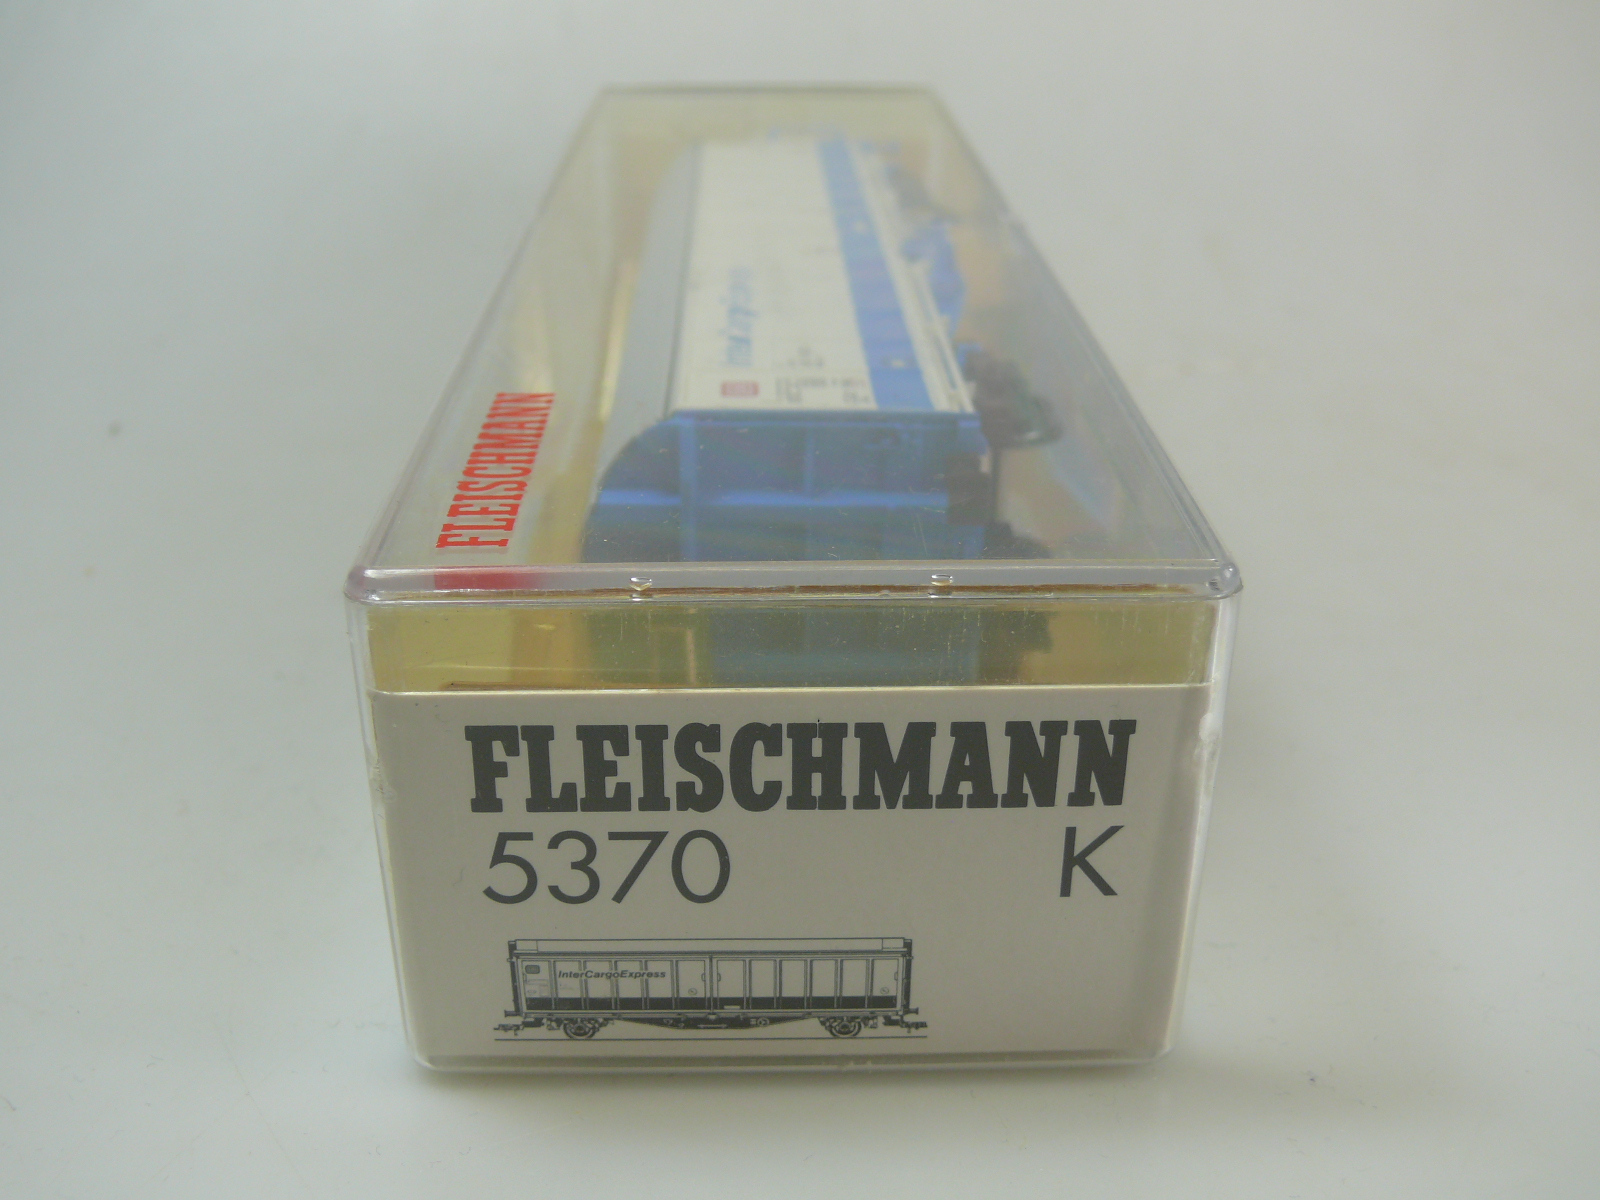 FLEISCHMANN
FLEISCHMANN
5370 K
InterCargoExpress